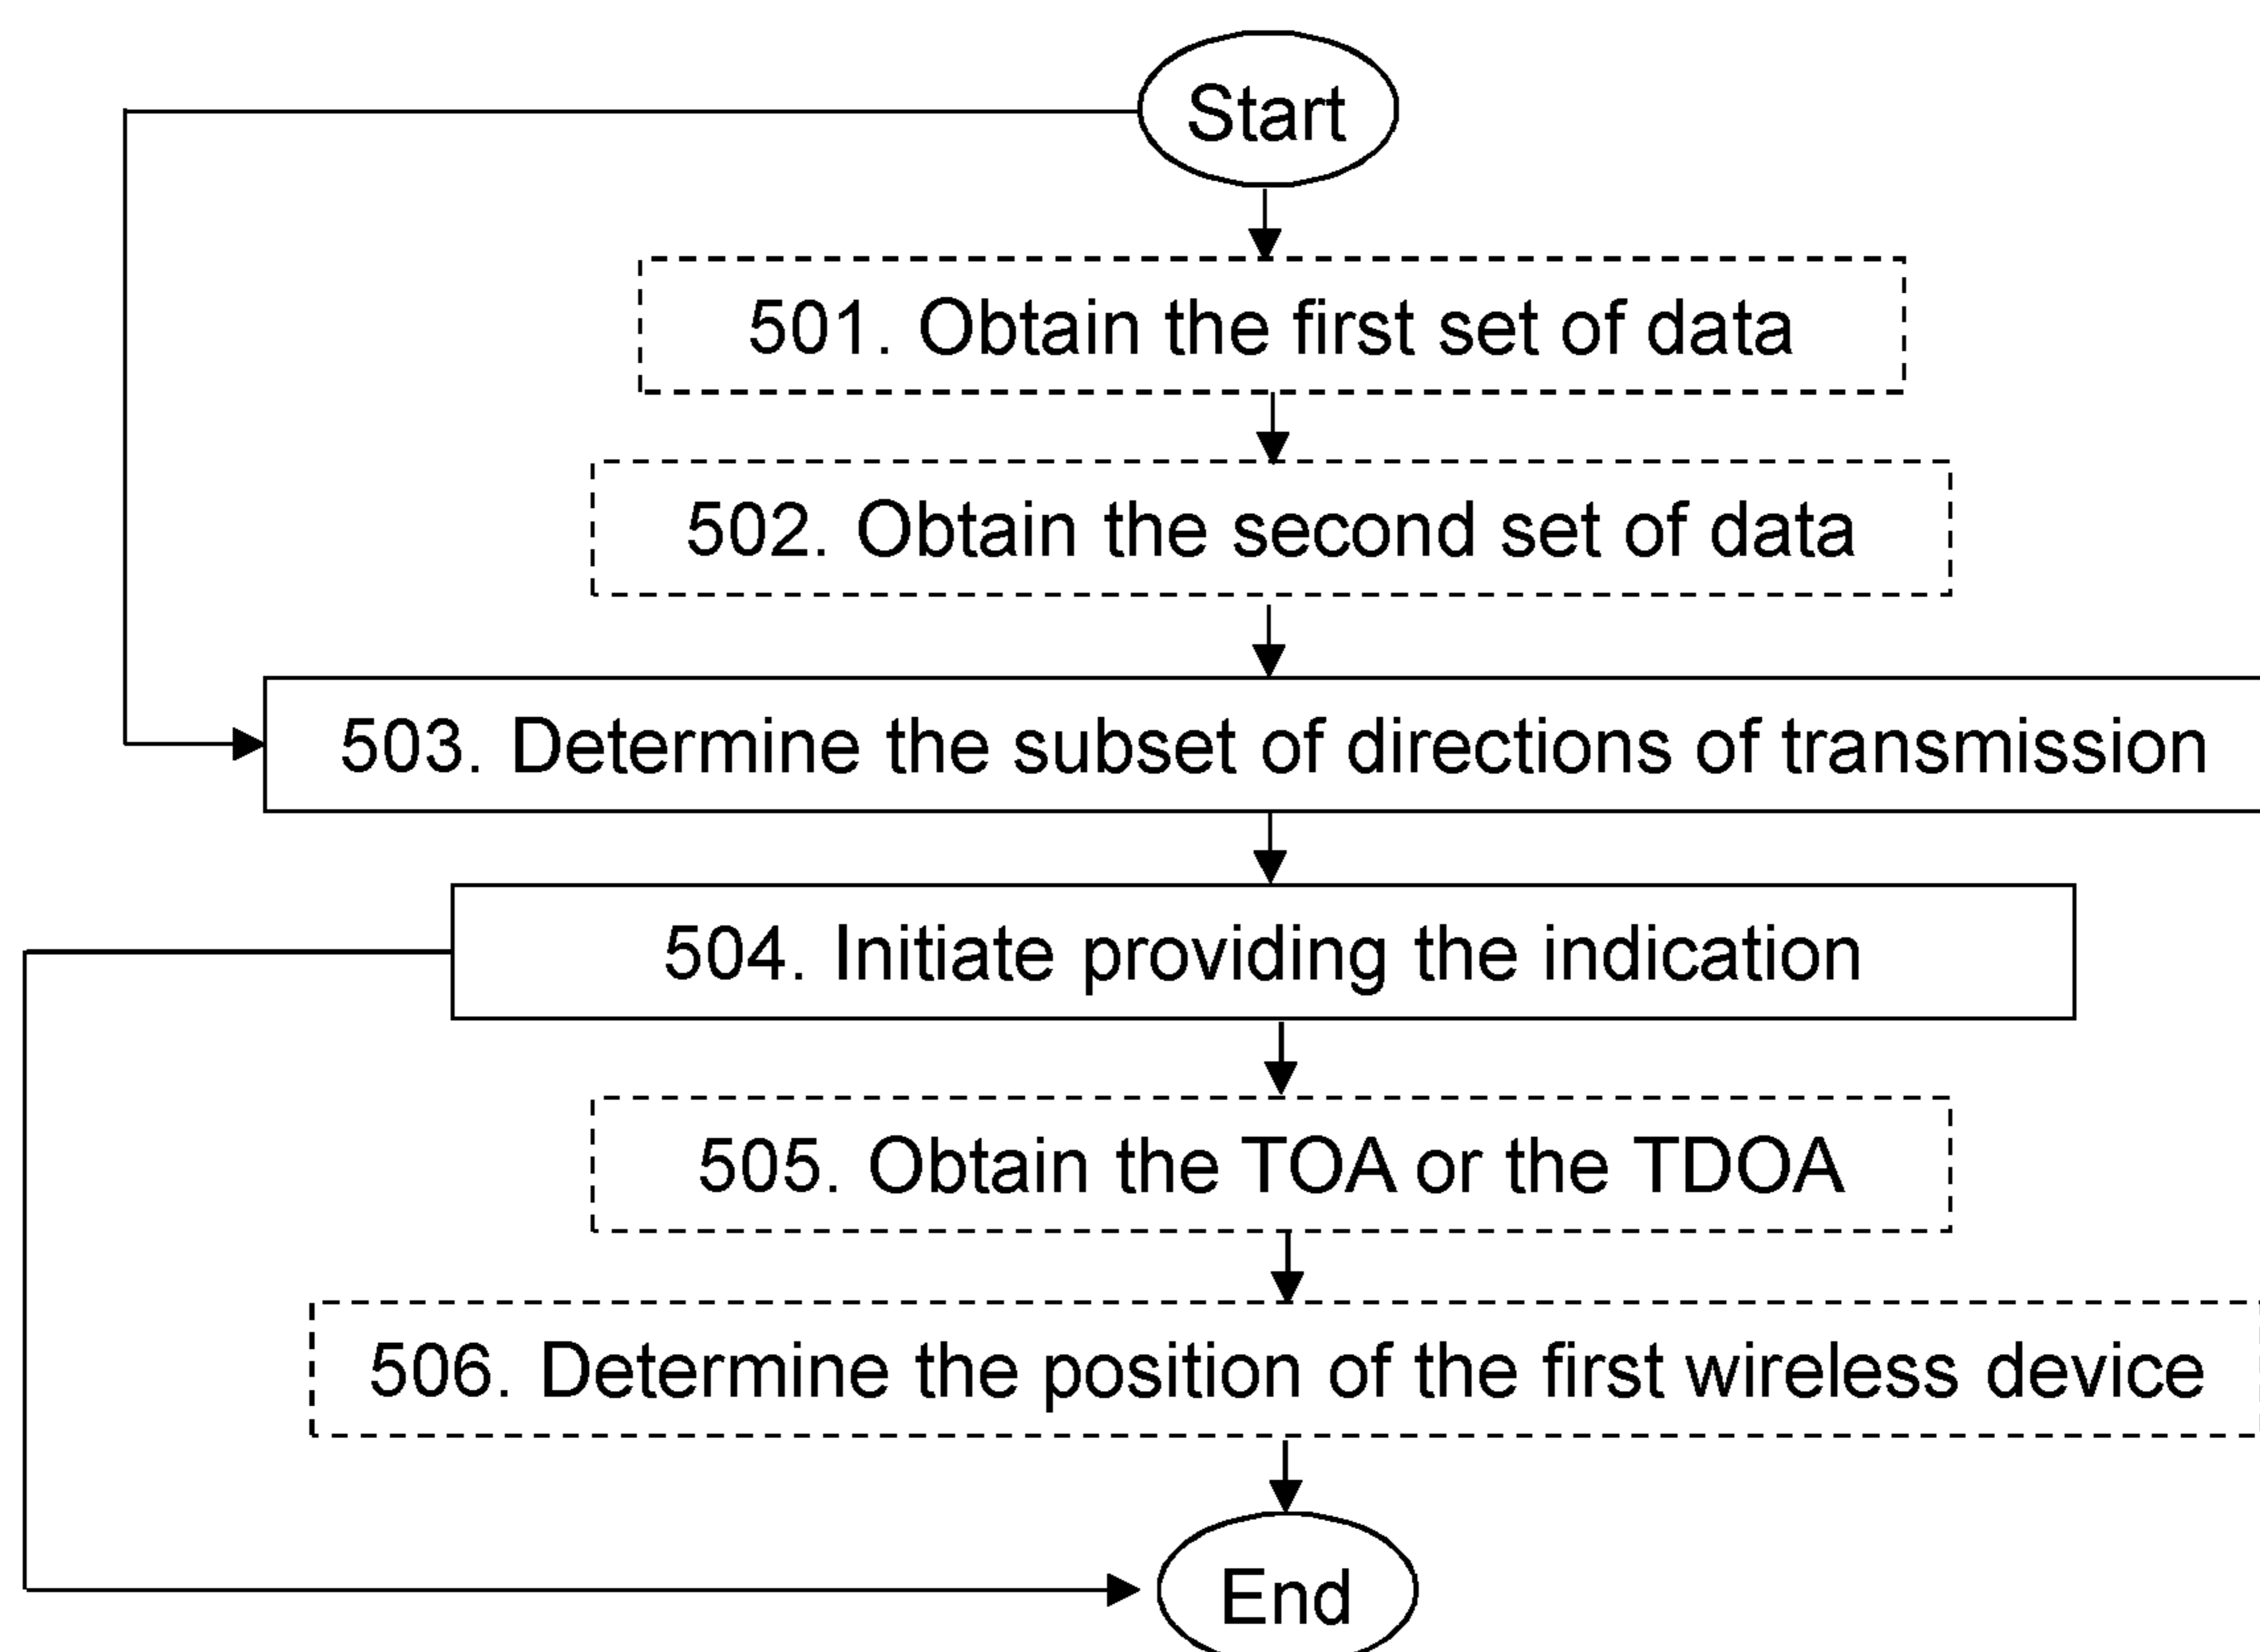 Start
501. Obtain the first set of data
502. Obtain the second set of data
503. Determine the subset of directions of transmission
504. Initiate providing the indication
505. Obtain the TOA or the TDOA
506. Determine the position of the first wireless device
End